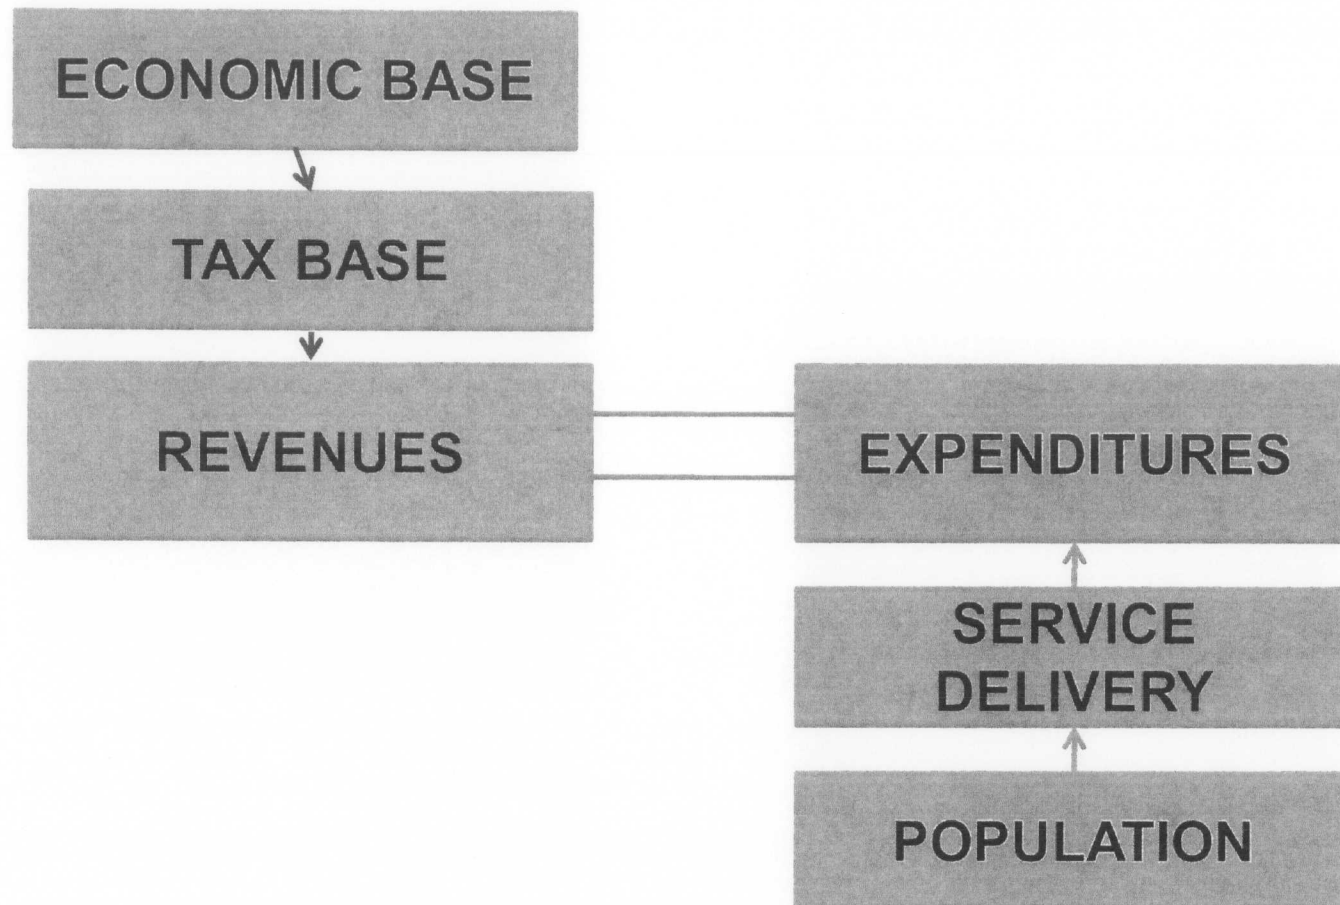 ECONOMIC BASE
TAX BASE
REVENUES
EXPENDITURES
SERVICE
DELIVERY
POPULATION